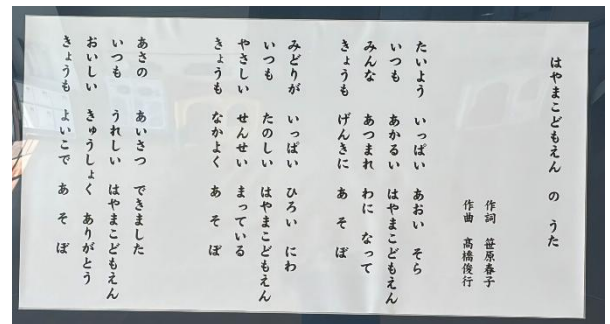 はやまこどもえん の うた
作詞 笹原春子
作曲 髙橋俊行
たいよう いっぱい あおい そら
いつも あかるい はやまこどもえん
みんな あつまれ わに なって
きょうも げんきに あ そ ぼ
みどりが いっぱい ひろい にわ
いつも たのしい はやまこどもえん
やさしい せんせい まっている
きょうも なかよく あ そ ぼ
あさの あいさつ できました
いつも うれしい はやまこどもえん
おいしい きゅうしょく ありがとう
きょうも よいこで あ そ ぼ